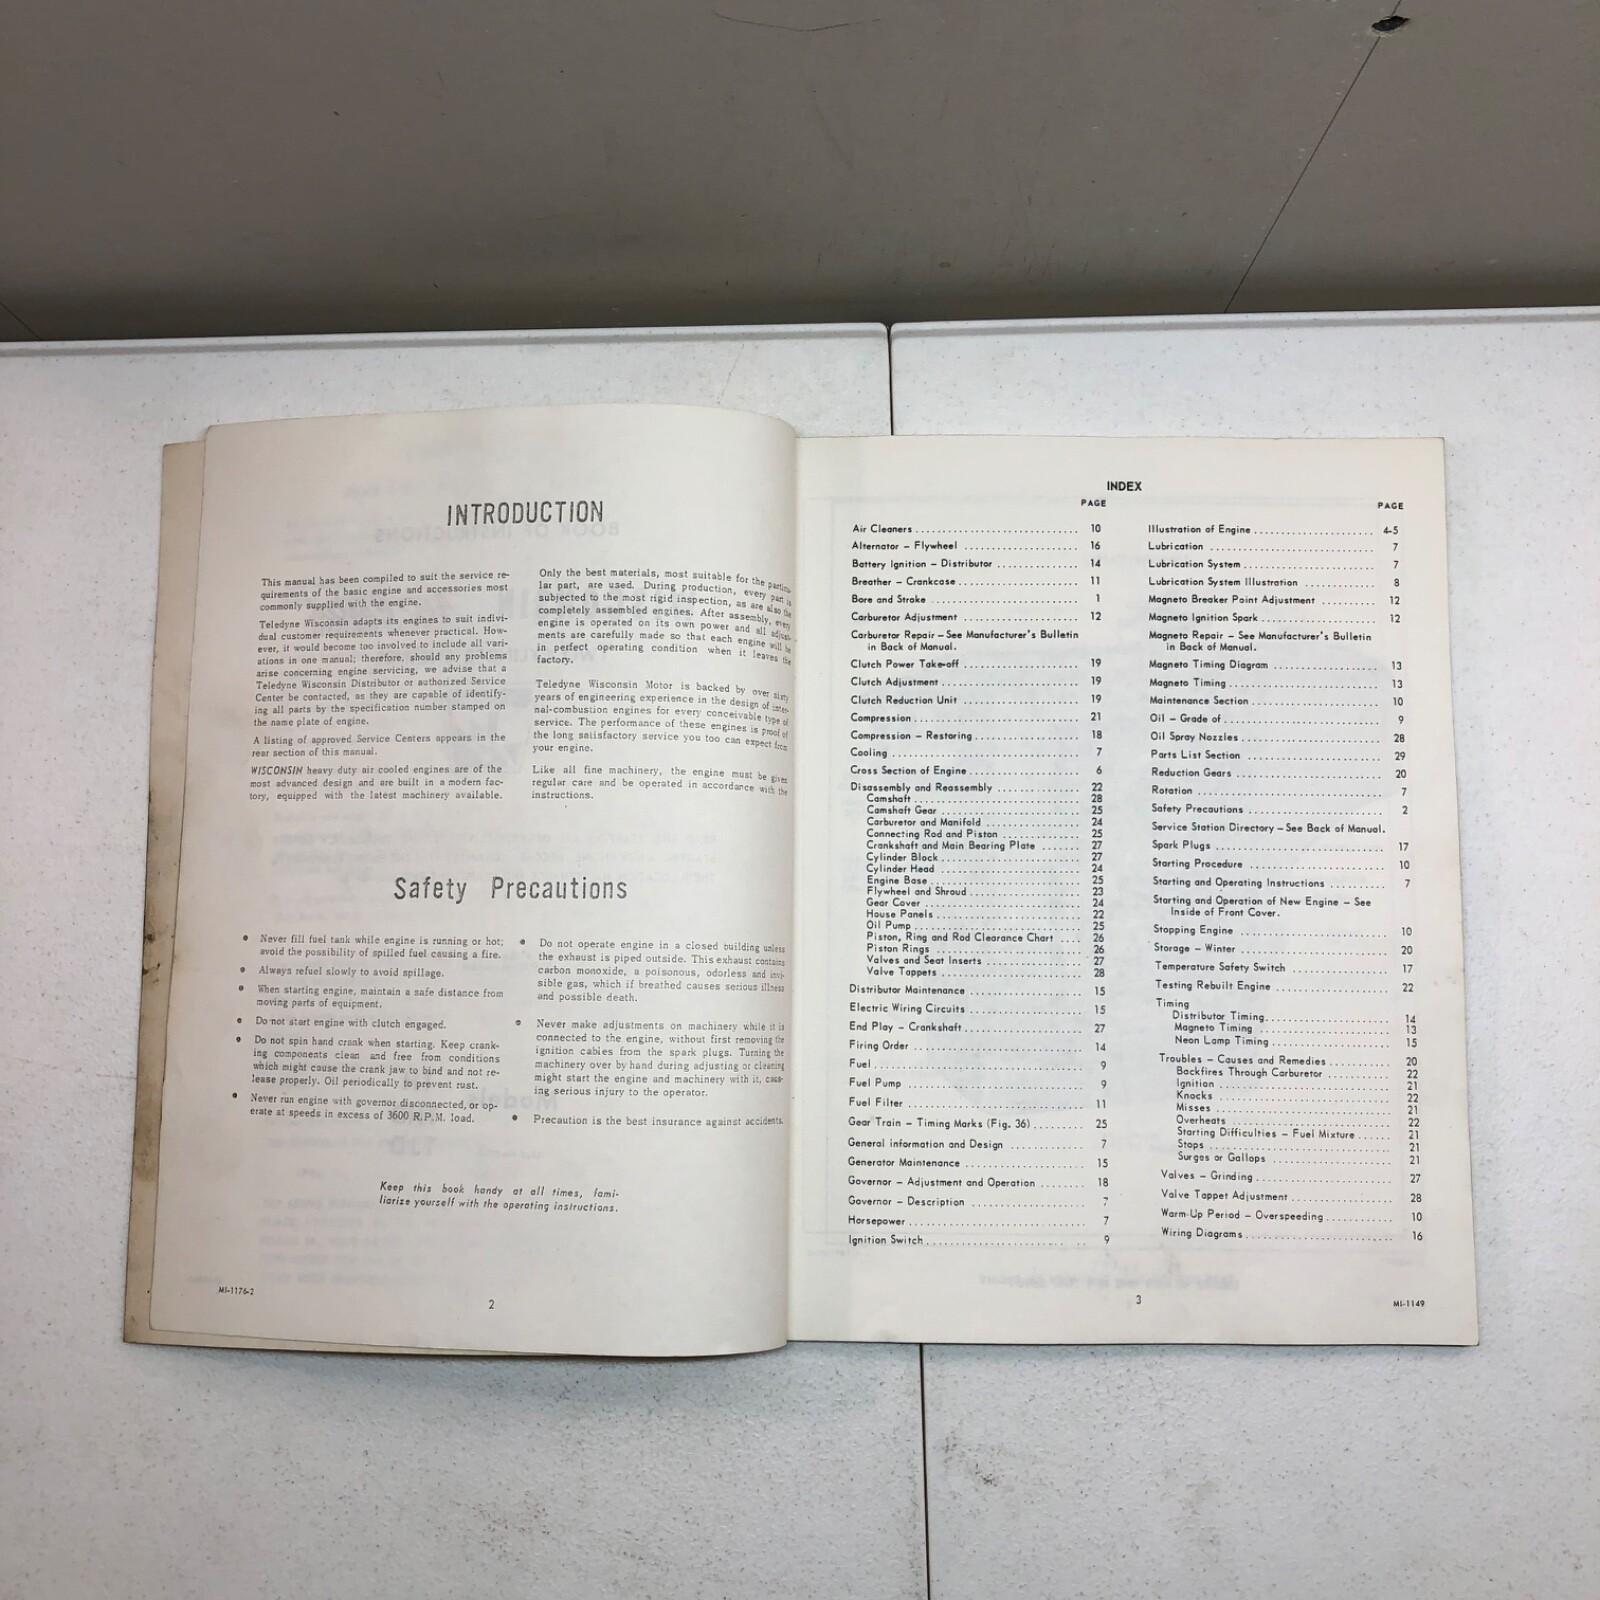 INTRODUCTION
This manual has been compiled to suit the service re-
quirements of the basic engine and accessories most
commonly supplied with the engine.
Teledyne Wisconsin adapts its engines to suit indivi-
dual customer requirements whenever practical. How-
ever, it would become too involved to include all vari-
ations in one manual; therefore, should any problems
arise concerning engine servicing, we advise that a
Teledyne Wisconsin Distributor or authorized Service
Center be contacted, as they are capable of identify-
ing all parts by the specification number stamped on
the name plate of engine.
A listing of approved Service Centers appears in the
rear section of this manual.
WISCONSIN heavy duty air cooled engines are of the
most advanced design and are built in a modern fac-
tory, equipped with the latest machinery available.
Only the best materials, most suitable for the particu-
lar part, are used. During production, every part is
subjected to the most rigid inspection, as are also the
completely assembled engines. After assembly, every
engine is operated on its own power and all adjust-
ments are carefully made so that each engine will be
in perfect operating condition when it leaves the
factory.
Teledyne Wisconsin Motor is backed by over sixty
years of engineering experience in the design of inter-
nal-combustion engines for every conceivable type of
service. The performance of these engines is proof of
the long satisfactory service you too can expect from
your engine.
Like all fine machinery, the engine must be given
regular care and be operated in accordance with the
instructions.
Safety Precautions
• Never fill fuel tank while engine is running or hot;
avoid the possibility of spilled fuel causing a fire.
• Always refuel slowly to avoid spillage.
• When starting engine, maintain a safe distance from
moving parts of equipment.
• Do not start engine with clutch engaged.
• Do not spin hand crank when starting. Keep crank-
ing components clean and free from conditions
which might cause the crank jaw to bind and not re-
lease properly. Oil periodically to prevent rust.
• Never run engine with governor disconnected, or op-
erate at speeds in excess of 3600 R.P.M. load.
• Do not operate engine in a closed building unless
the exhaust is piped outside. This exhaust contains
carbon monoxide, a poisonous, odorless and invi-
sible gas, which if breathed causes serious illness
and possible death.
• Never make adjustments on machinery while it is
connected to the engine, without first removing the
ignition cables from the spark plugs. Turning the
machinery over by hand during adjusting or cleaning
might start the engine and machinery with it, caus-
ing serious injury to the operator.
• Precaution is the best insurance against accidents.
Keep this book handy at all times, fami-
liarize yourself with the operating instructions.
MI-1176-2
2
INDEX
PAGE
Air Cleaners 10
Alternator – Flywheel 16
Battery Ignition – Distributor 14
Breather – Crankcase 11
Bore and Stroke 1
Carburetor Adjustment 12
Carburetor Repair – See Manufacturer's Bulletin
in Back of Manual.
Clutch Power Take-off 19
Clutch Adjustment 19
Clutch Reduction Unit 19
Compression 21
Compression – Restoring 18
Cooling 7
Cross Section of Engine 6
Disassembly and Reassembly 22
Camshaft 28
Camshaft Gear 25
Carburetor and Manifold 24
Connecting Rod and Piston 25
Crankshaft and Main Bearing Plate 27
Cylinder Block 27
Cylinder Head 24
Engine Base 25
Flywheel and Shroud 23
Gear Cover 24
House Panels 22
Oil Pump 25
Piston, Ring and Rod Clearance Chart 26
Piston Rings 26
Valves and Seat Inserts 27
Valve Tappets 28
Distributor Maintenance 15
Electric Wiring Circuits 15
End Play – Crankshaft 27
Firing Order 14
Fuel 9
Fuel Pump 9
Fuel Filter 11
Gear Train – Timing Marks (Fig. 36) 25
General information and Design 7
Generator Maintenance 15
Governor – Adjustment and Operation 18
Governor – Description 7
Horsepower 7
Ignition Switch 9
PAGE
Illustration of Engine 4-5
Lubrication 7
Lubrication System 7
Lubrication System Illustration 8
Magneto Breaker Point Adjustment 12
Magneto Ignition Spark 12
Magneto Repair – See Manufacturer's Bulletin
in Back of Manual.
Magneto Timing Diagram 13
Magneto Timing 13
Maintenance Section 10
Oil – Grade of 9
Oil Spray Nozzles 28
Parts List Section 29
Reduction Gears 20
Rotation 7
Safety Precautions 2
Service Station Directory – See Back of Manual.
Spark Plugs 17
Starting Procedure 10
Starting and Operating Instructions 7
Starting and Operation of New Engine – See
Inside of Front Cover.
Stopping Engine 10
Storage – Winter 20
Temperature Safety Switch 17
Testing Rebuilt Engine 22
Timing
Distributor Timing 14
Magneto Timing 13
Neon Lamp Timing 15
Troubles – Causes and Remedies 20
Backfires Through Carburetor 22
Ignition 21
Knocks 22
Misses 21
Overheats 22
Starting Difficulties – Fuel Mixture 21
Stops 21
Surges or Gallops 21
Valves – Grinding 27
Valve Tappet Adjustment 28
Warm-Up Period – Overspeeding 10
Wiring Diagrams 16
3
MI-1149